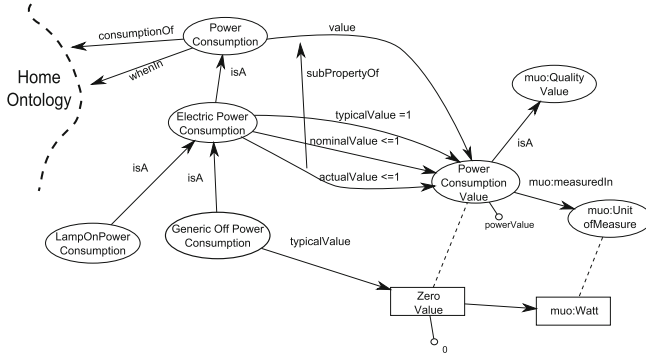 Power
Consumption
value
consumptionOf
whenIn
Home
Ontology
isA
subPropertyOf
muo:Quality
Value
Electric Power
Consumption
typicalValue =1
nominalValue <=1
actualValue <=1
isA
Power
Consumption
Value
muo:measuredIn
isA
isA
powerValue
muo:Unit
ofMeasure
LampOnPower
Consumption
Generic Off Power
Consumption
typicalValue
Zero
Value
muo:Watt
0